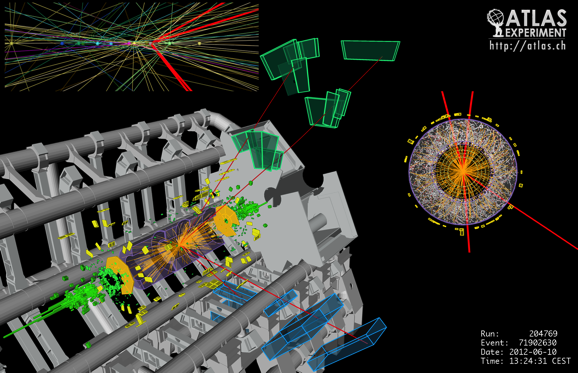 ATLAS
EXPERIMENT
http://atlas.ch
Run: 204769
Event: 71902630
Date: 2012-06-10
Time: 13:24:31 CEST